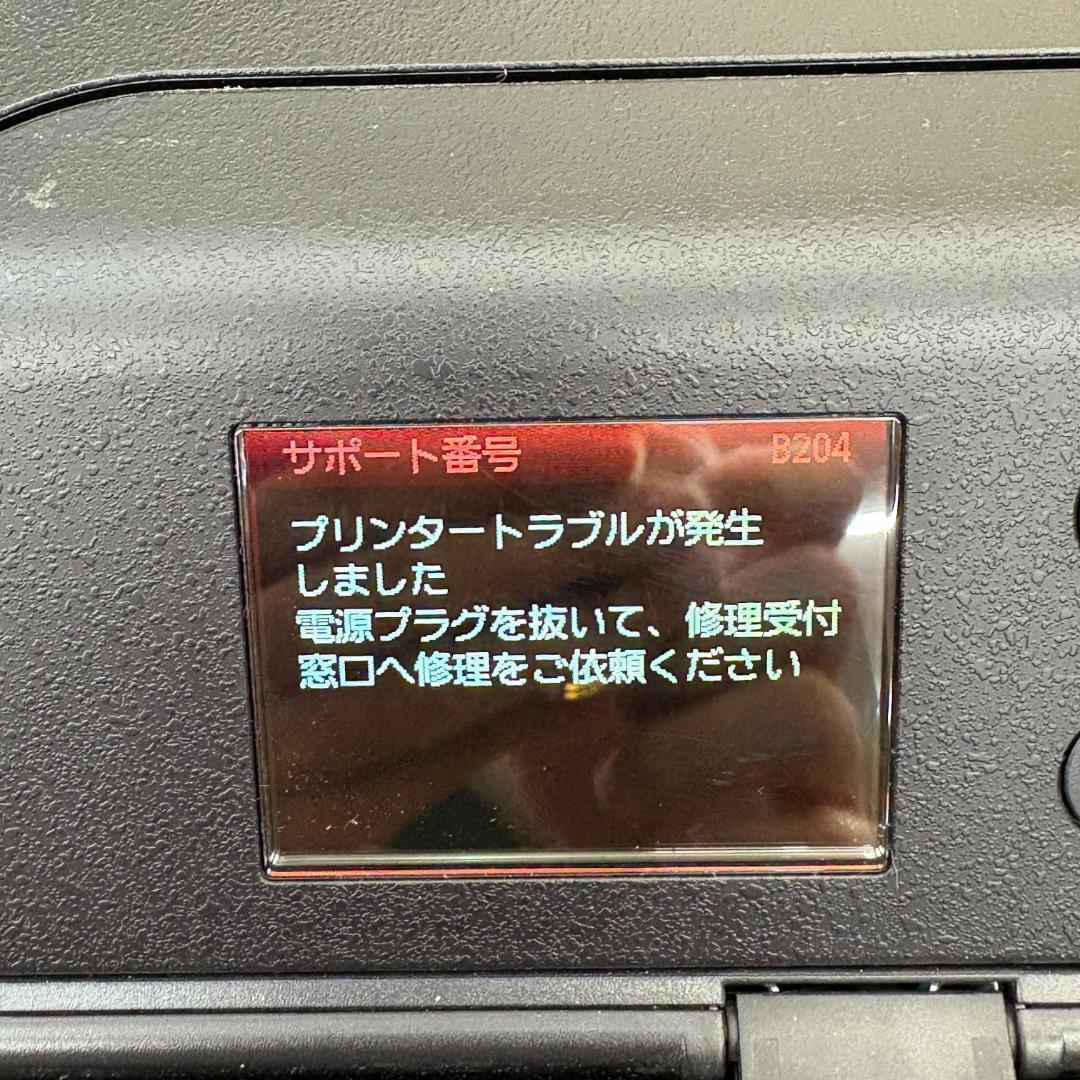 サポート番号 B204
プリンタートラブルが発生
しました
電源プラグを抜いて、修理受付
窓口へ修理をご依頼ください